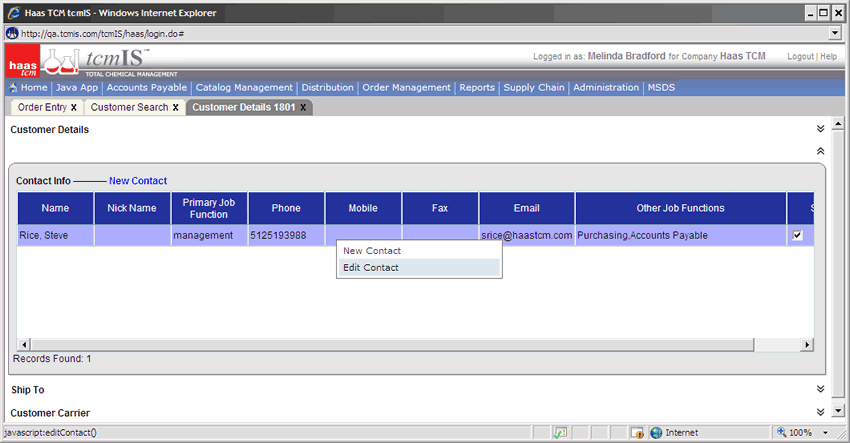 Haas TCM tcmIS - Windows Internet Explorer
http://qa.tcmis.com/tcmIS/haas/login.do#
haas tcm
tcmIS™
TOTAL CHEMICAL MANAGEMENT
Logged in as: Melinda Bradford for Company Haas TCM Logout | Help
Home | Java App | Accounts Payable | Catalog Management | Distribution | Order Management | Reports | Supply Chain | Administration | MSDS
Order Entry x Customer Search x Customer Details 1801 x
Customer Details
Contact Info New Contact
Name Nick Name Primary Job Function Phone Mobile Fax Email Other Job Functions S
Rice, Steve management 5125193988 srice@haastcm.com Purchasing,Accounts Payable
New Contact
Edit Contact
Records Found: 1
Ship To
Customer Carrier
javascript:editContact() Internet 100%